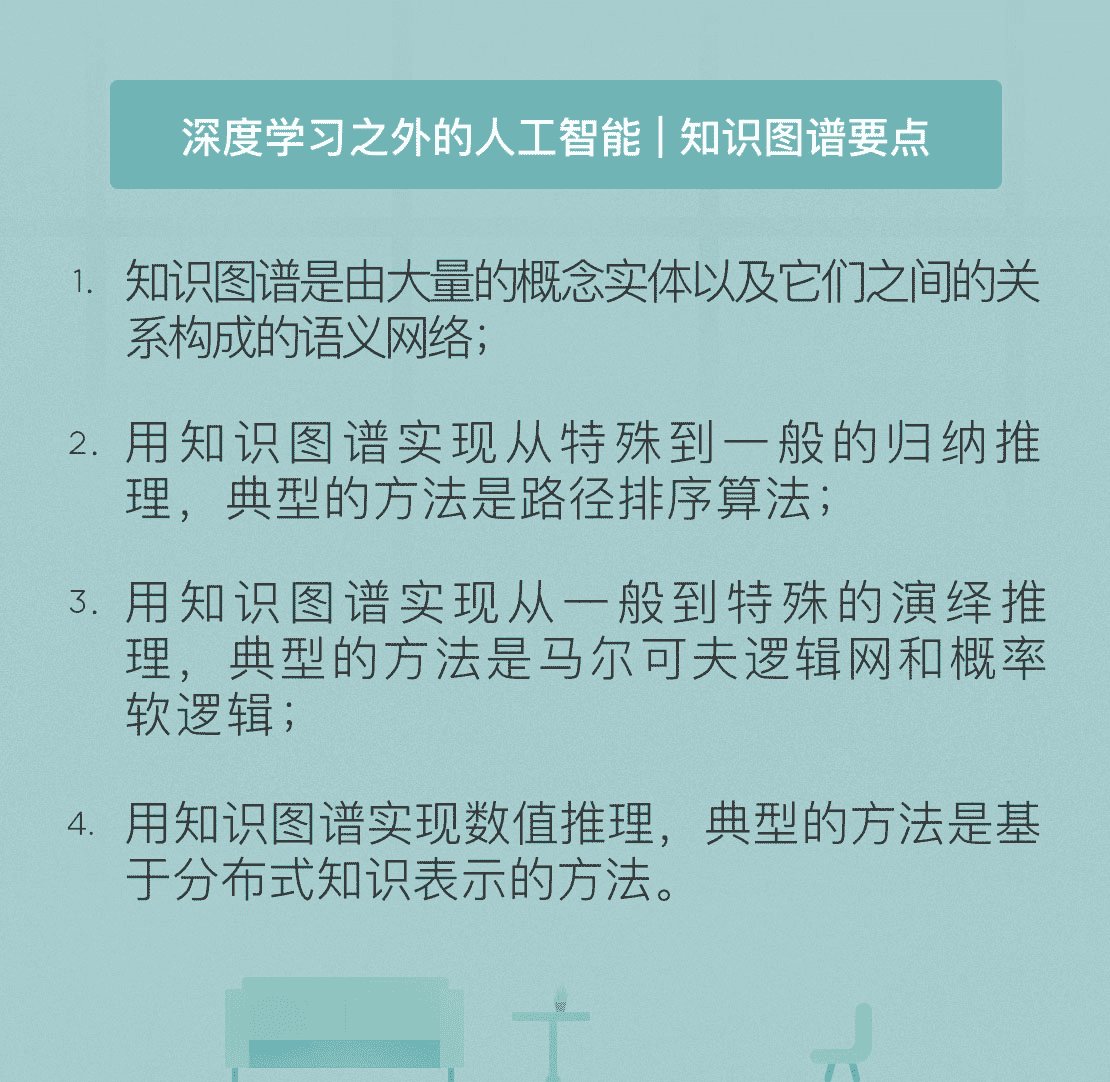 深度学习之外的人工智能 | 知识图谱要点
1. 知识图谱是由大量的概念实体以及它们之间的关
系构成的语义网络；
2. 用知识图谱实现从特殊到一般的归纳推
理，典型的方法是路径排序算法；
3. 用知识图谱实现从一般到特殊的演绎推
理，典型的方法是马尔可夫逻辑网和概率
软逻辑；
4. 用知识图谱实现数值推理，典型的方法是基
于分布式知识表示的方法。